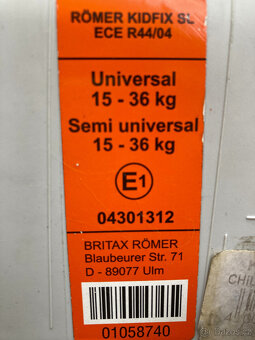 RÖMER KIDFIX SL
ECE R44/04
Universal
15 - 36 kg
Semi universal
15 - 36 kg
E1
04301312
BRITAX RÖMER
Blaubeurer Str. 71
D - 89077 Ulm
01058740
CHIL